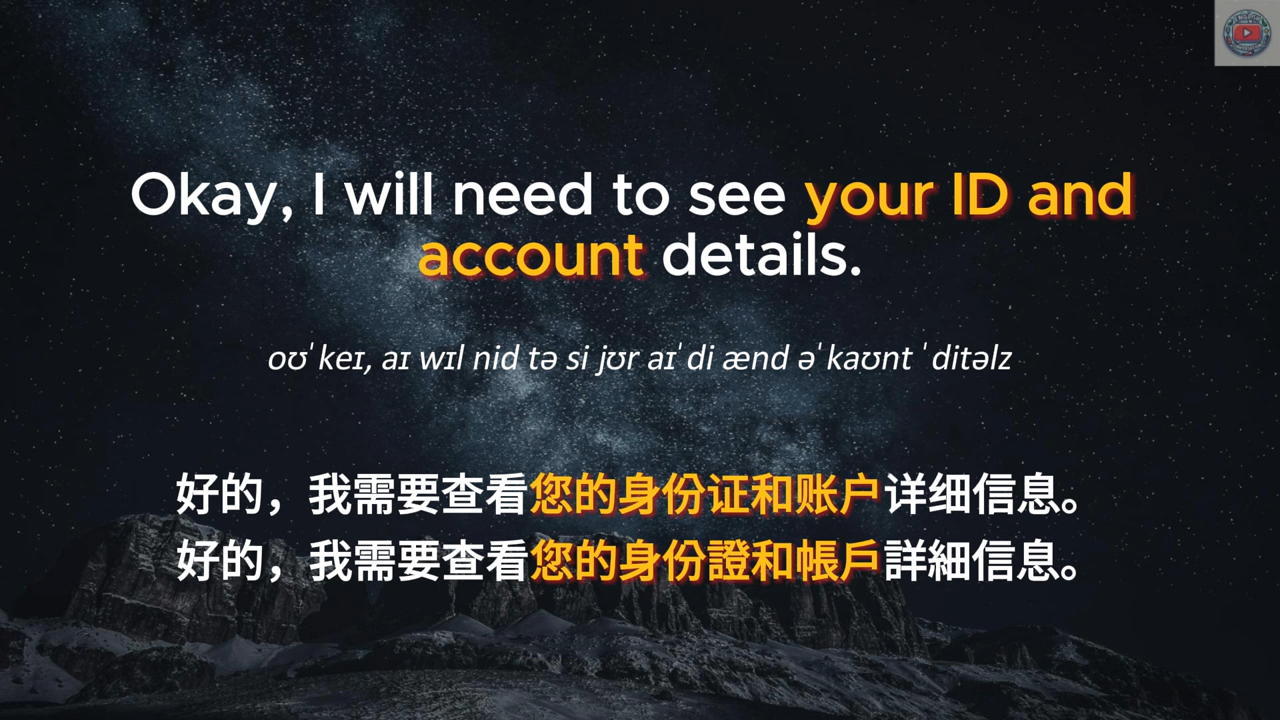 Okay, I will need to see your ID and
account details.
oʊˈkeɪ, aɪ wɪl nid tə si jʊr aɪˈdi ænd əˈkaʊnt ˈditəlz
好的，我需要查看您的身份证和账户详细信息。
好的，我需要查看您的身份證和帳戶詳細信息。